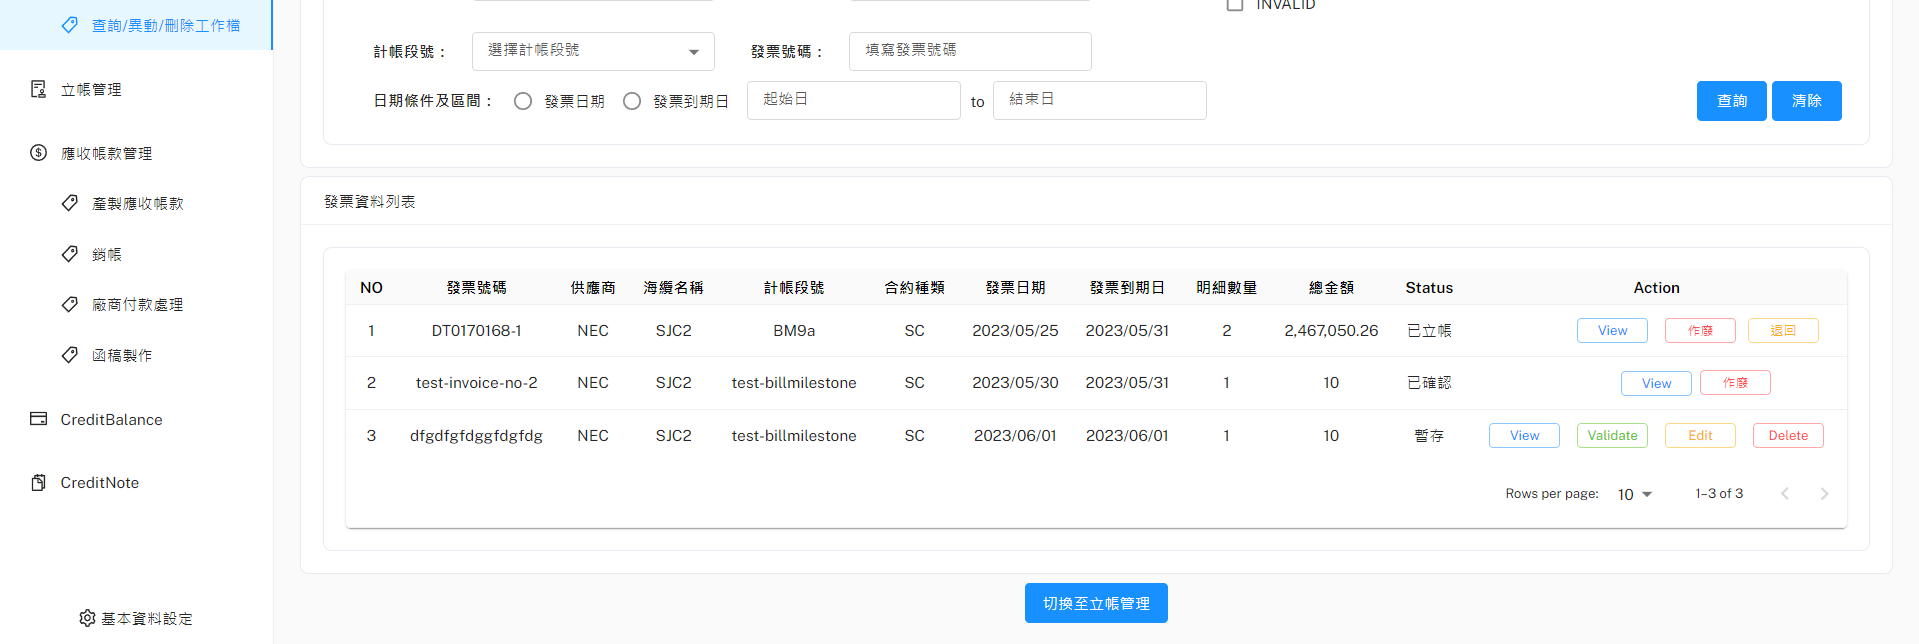 查詢/異動/刪除工作檔
立帳管理
應收帳款管理
產製應收帳款
銷帳
廠商付款處理
函稿製作
CreditBalance
CreditNote
基本資料設定
INVALID
計帳段號： 選擇計帳段號 發票號碼： 填寫發票號碼
日期條件及區間： 發票日期 發票到期日 起始日 to 結束日 查詢 清除
發票資料列表
NO 發票號碼 供應商 海纜名稱 計帳段號 合約種類 發票日期 發票到期日 明細數量 總金額 Status Action
1 DT0170168-1 NEC SJC2 BM9a SC 2023/05/25 2023/05/31 2 2,467,050.26 已立帳 View 作廢 退回
2 test-invoice-no-2 NEC SJC2 test-billmilestone SC 2023/05/30 2023/05/31 1 10 已確認 View 作廢
3 dfgdfgfdggfdgfdg NEC SJC2 test-billmilestone SC 2023/06/01 2023/06/01 1 10 暫存 View Validate Edit Delete
Rows per page: 10 1–3 of 3
切換至立帳管理